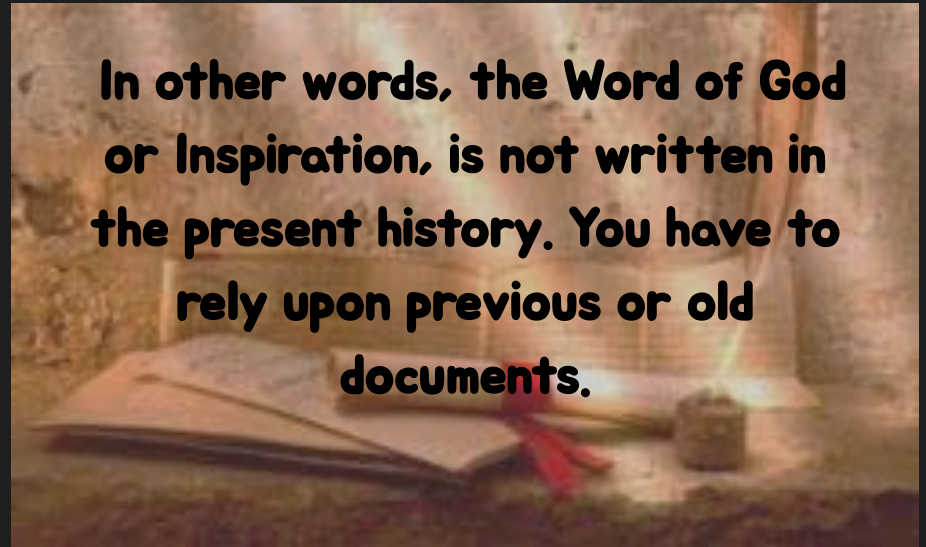 In other words, the Word of God
or Inspiration, is not written in
the present history. You have to
rely upon previous or old
documents.